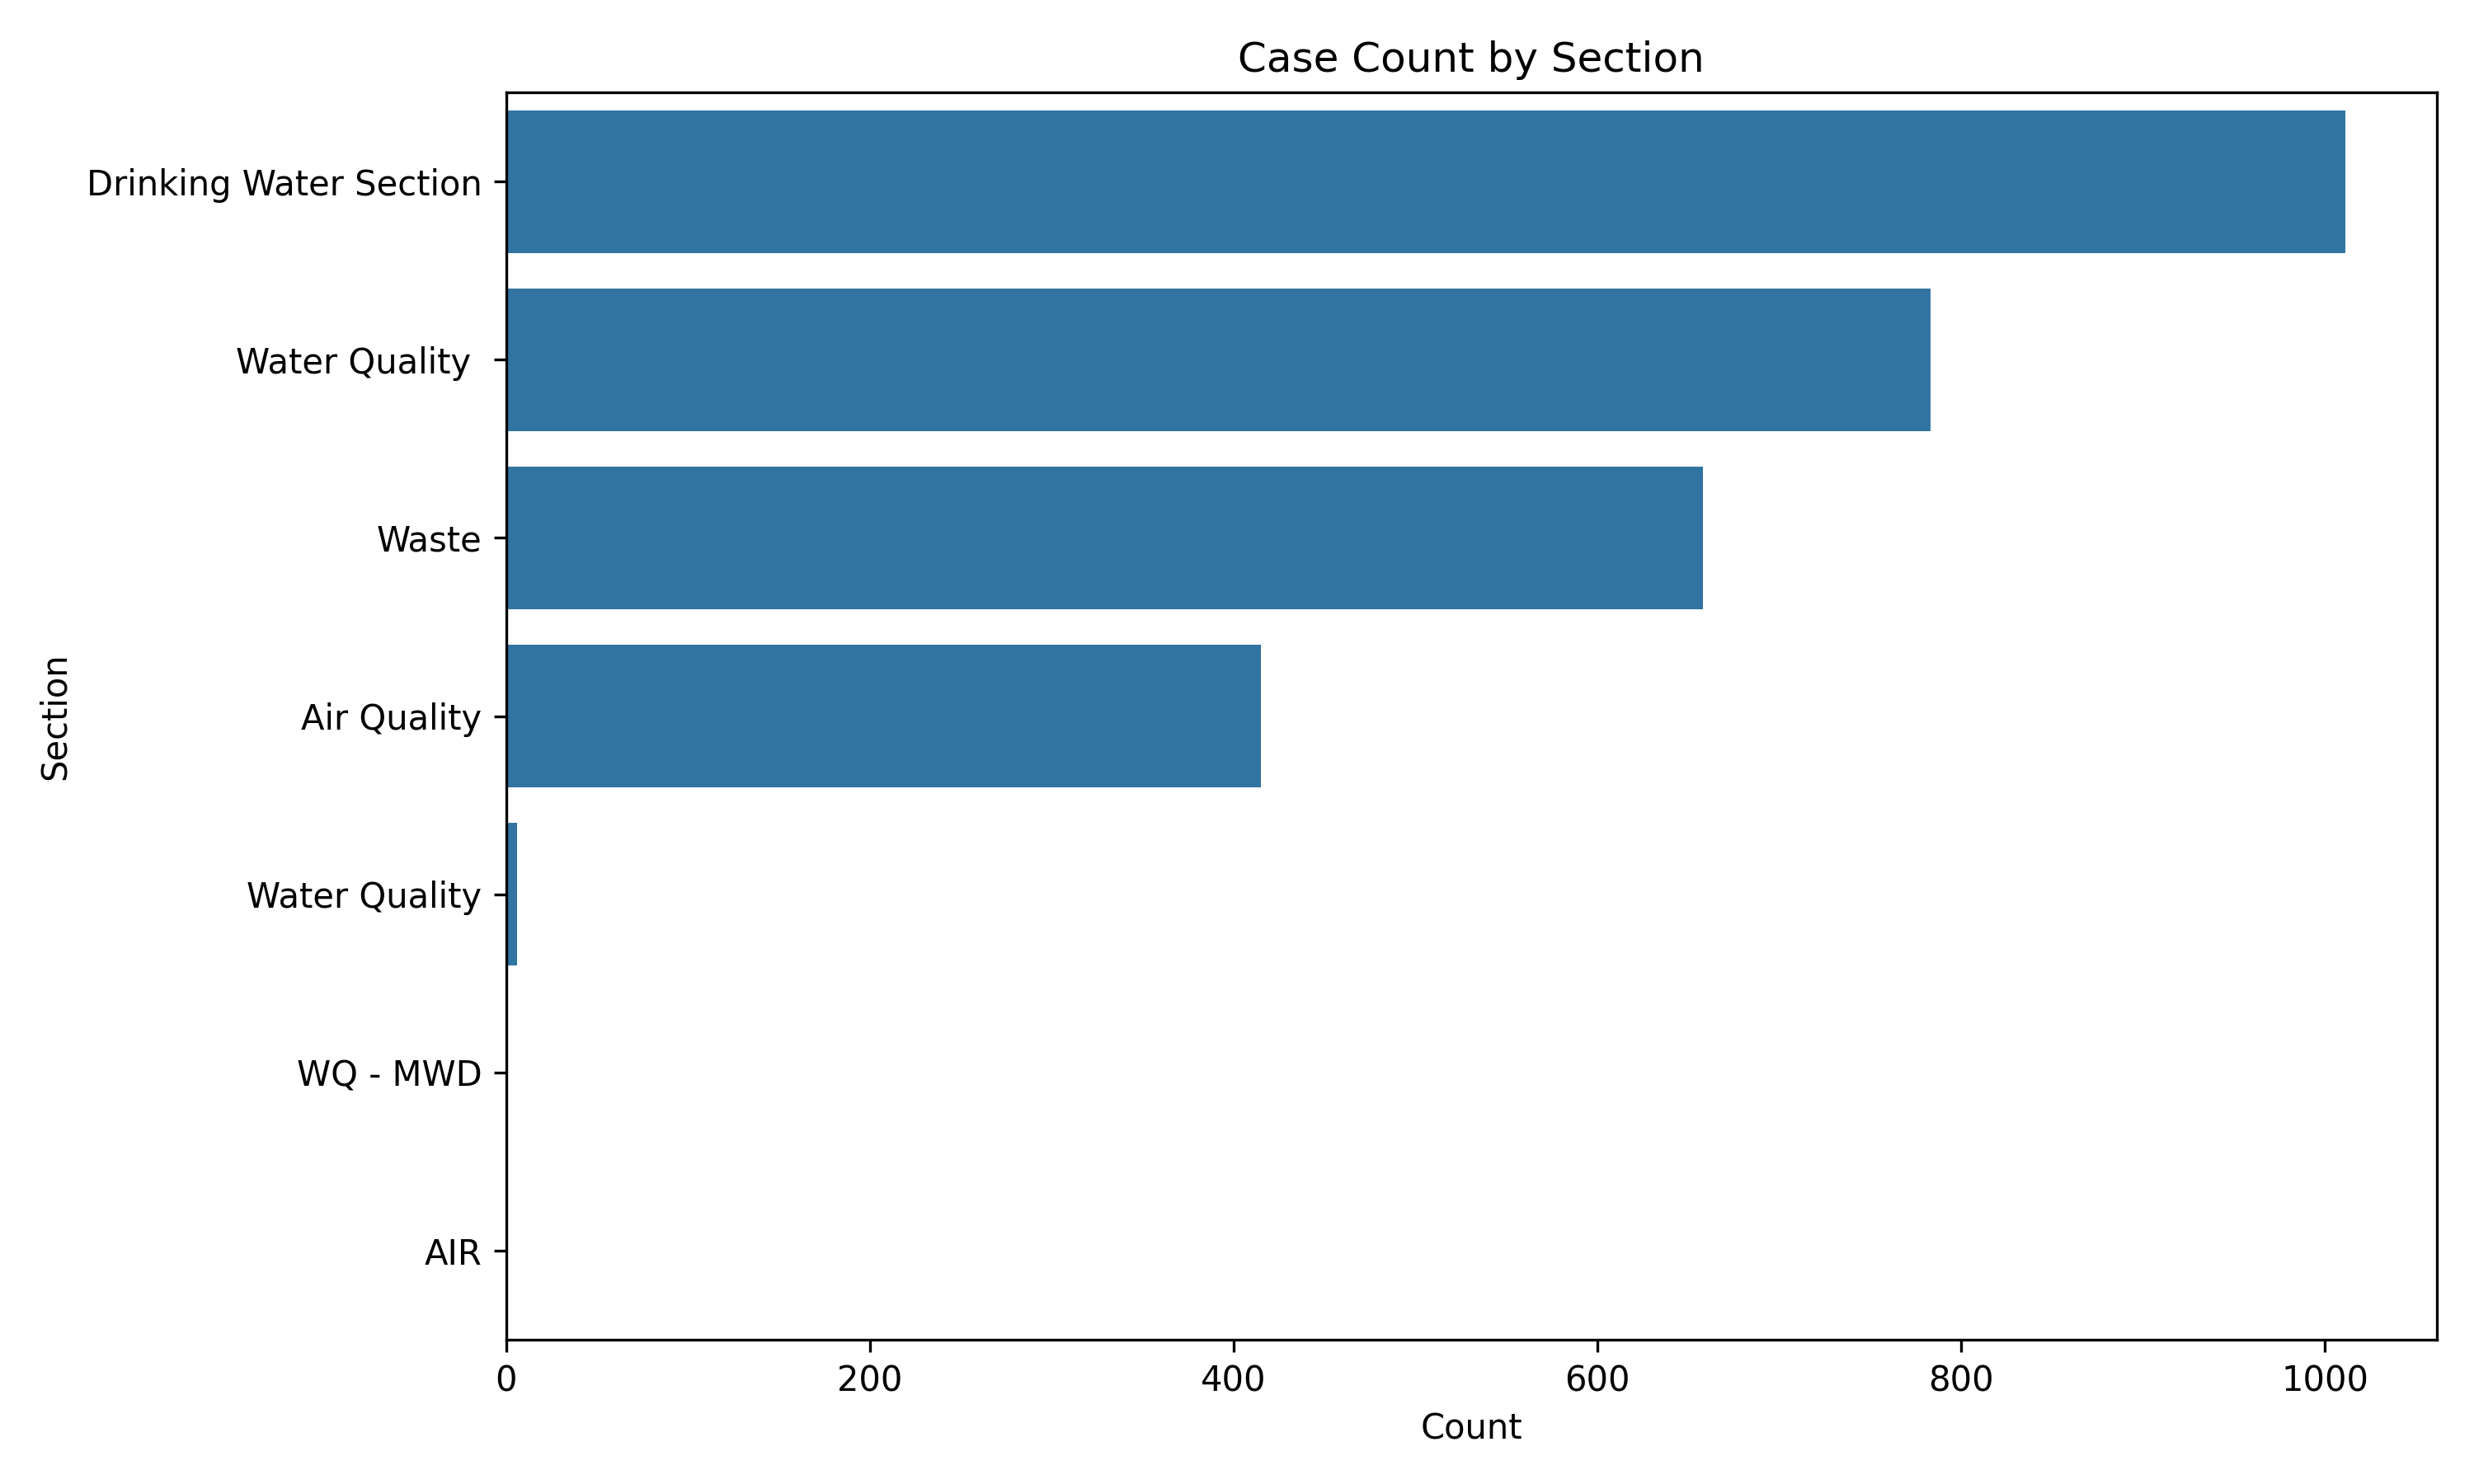 Case Count by Section
Drinking Water Section
Water Quality
Waste
Air Quality
Water Quality
WQ - MWD
AIR
Section
0 200 400 600 800 1000
Count